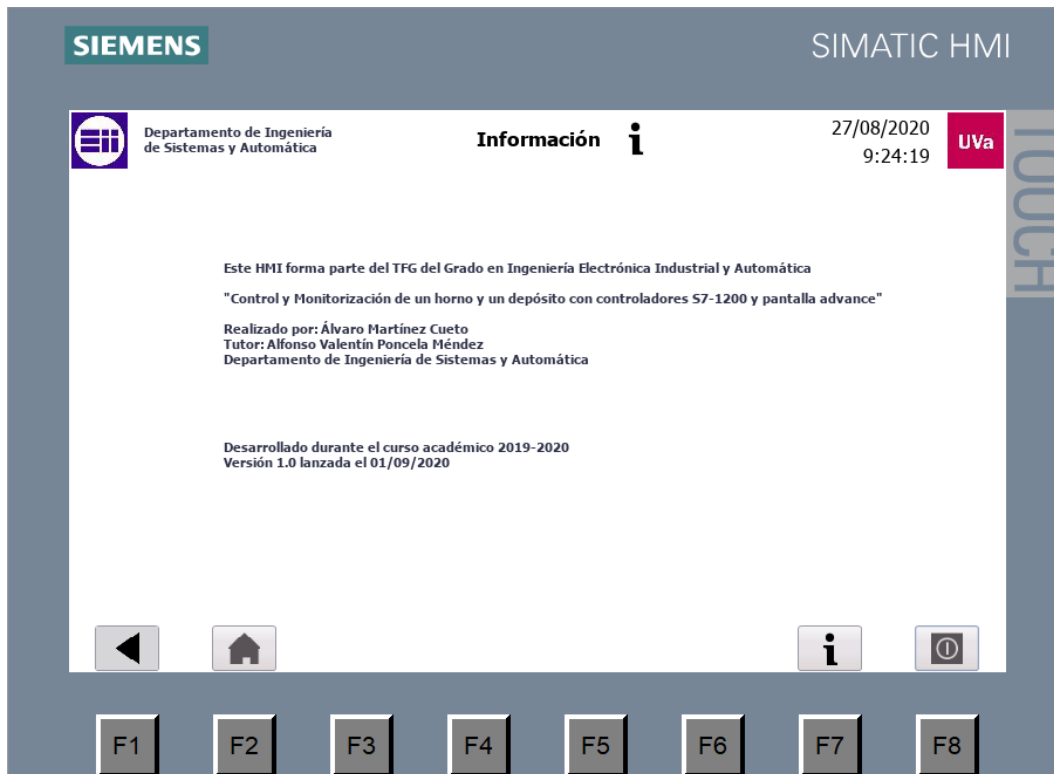 SIEMENS
SIMATIC HMI
Departamento de Ingeniería
de Sistemas y Automática
Información
27/08/2020
9:24:19
UVa
TOUCH
Este HMI forma parte del TFG del Grado en Ingeniería Electrónica Industrial y Automática
"Control y Monitorización de un horno y un depósito con controladores S7-1200 y pantalla advance"
Realizado por: Álvaro Martínez Cueto
Tutor: Alfonso Valentín Poncela Méndez
Departamento de Ingeniería de Sistemas y Automática
Desarrollado durante el curso académico 2019-2020
Versión 1.0 lanzada el 01/09/2020
F1 F2 F3 F4 F5 F6 F7 F8